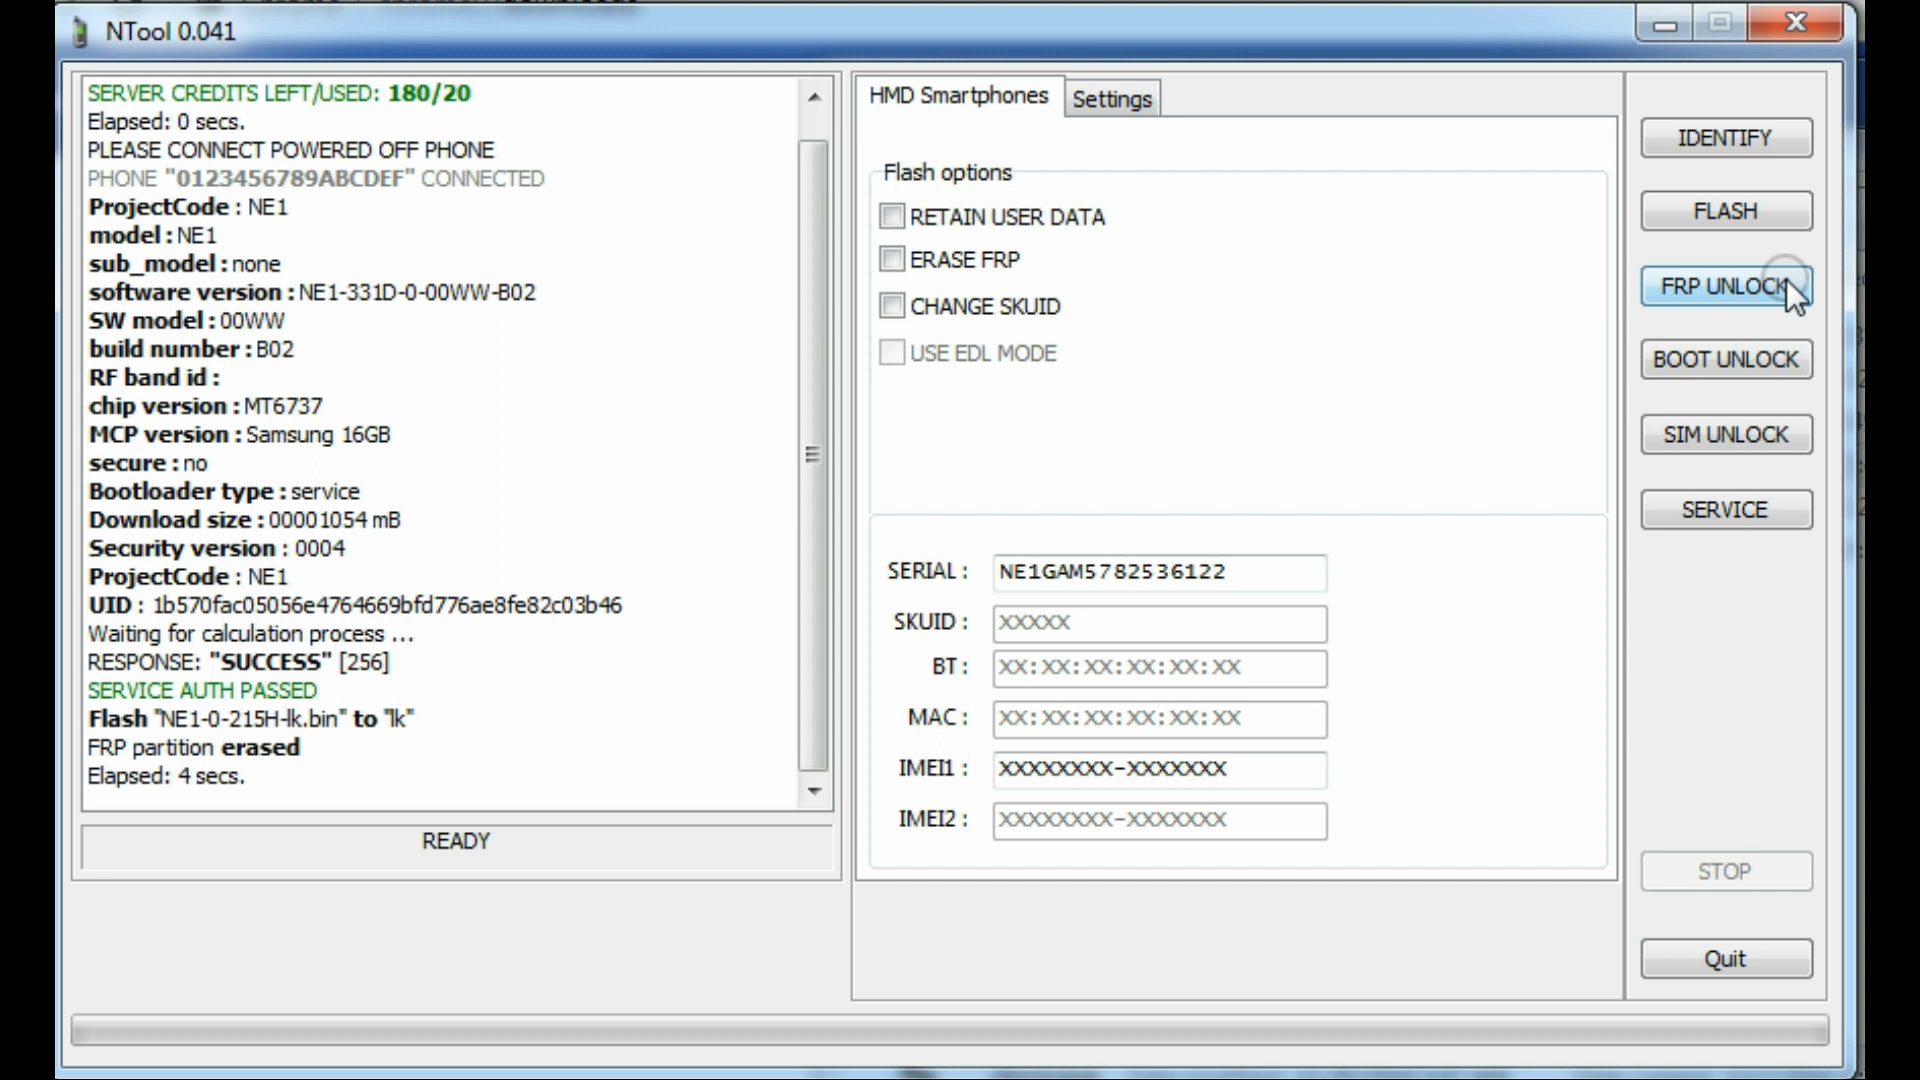 NTool 0.041
SERVER CREDITS LEFT/USED: 180/20
Elapsed: 0 secs.
PLEASE CONNECT POWERED OFF PHONE
PHONE "0123456789ABCDEF" CONNECTED
ProjectCode : NE1
model : NE1
sub_model : none
software version : NE1-331D-0-00WW-B02
SW model : 00WW
build number : B02
RF band id :
chip version : MT6737
MCP version : Samsung 16GB
secure : no
Bootloader type : service
Download size : 00001054 mB
Security version : 0004
ProjectCode : NE1
UID : 1b570fac05056e4764669bfd776ae8fe82c03b46
Waiting for calculation process ...
RESPONSE: "SUCCESS" [256]
SERVICE AUTH PASSED
Flash "NE1-0-215H-lk.bin" to "lk"
FRP partition erased
Elapsed: 4 secs.
READY
HMD Smartphones
Settings
Flash options
RETAIN USER DATA
ERASE FRP
CHANGE SKUID
USE EDL MODE
SERIAL : NE1GAM5782536122
SKUID : XXXXX
BT : XX:XX:XX:XX:XX:XX
MAC : XX:XX:XX:XX:XX:XX
IMEI1 : XXXXXXXX-XXXXXXX
IMEI2 : XXXXXXXX-XXXXXXX
IDENTIFY
FLASH
FRP UNLOCK
BOOT UNLOCK
SIM UNLOCK
SERVICE
STOP
Quit